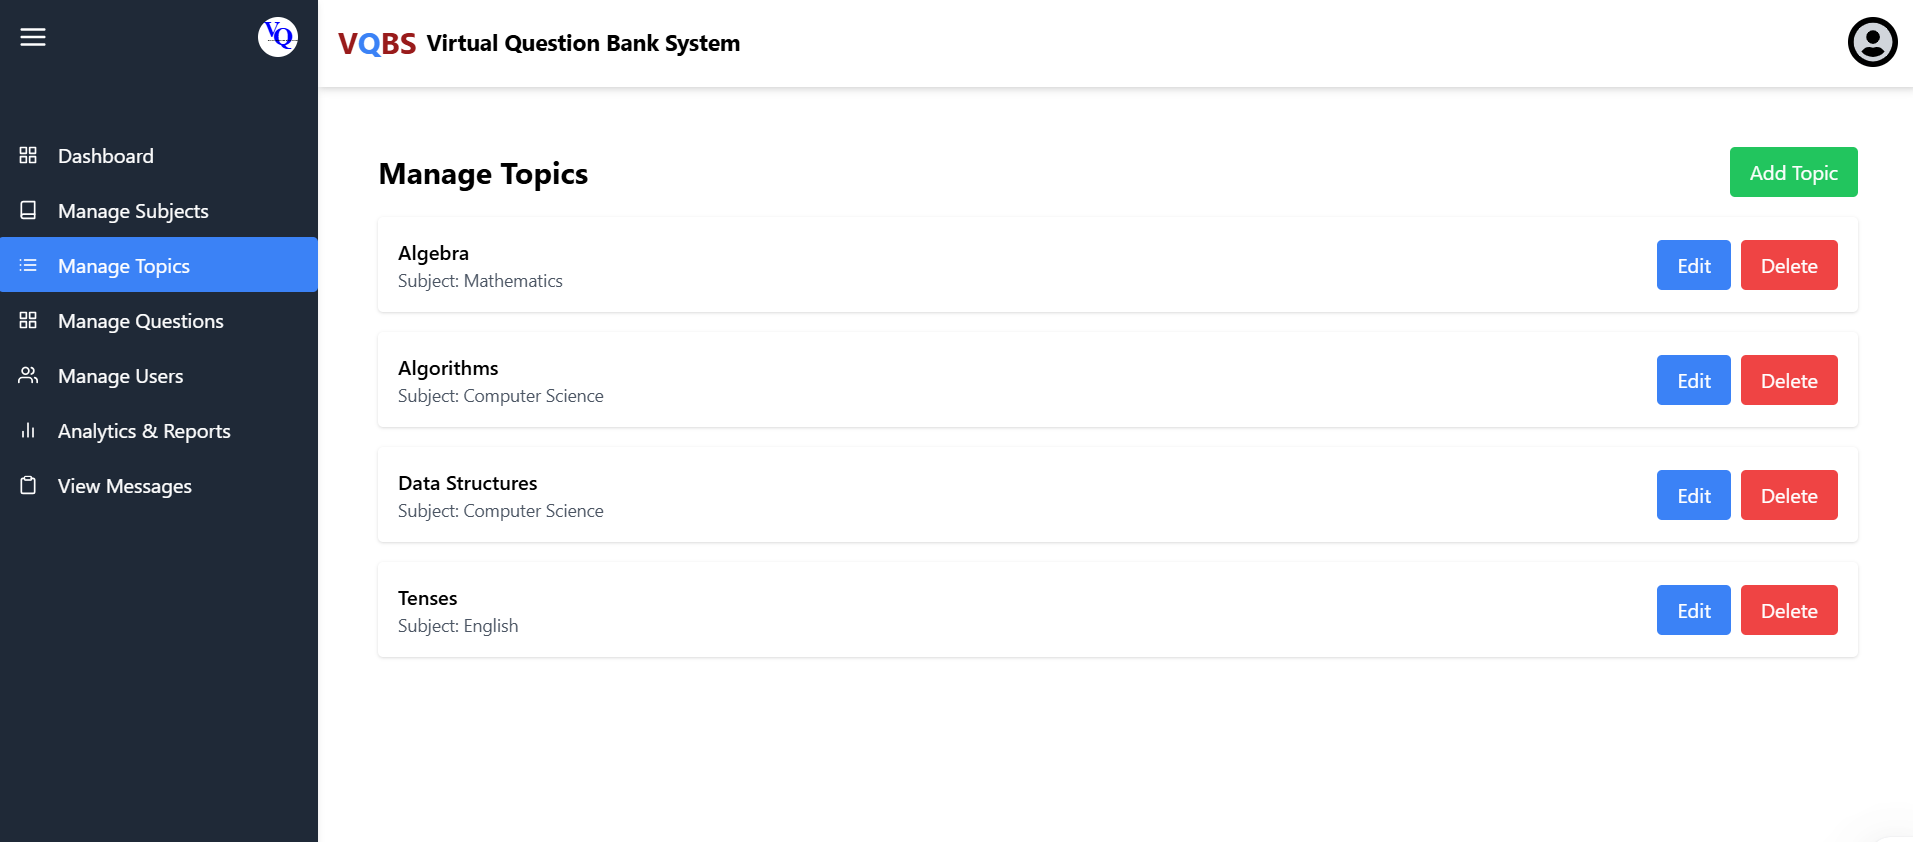 VQ
VQBS Virtual Question Bank System
Dashboard
Manage Subjects
Manage Topics
Manage Questions
Manage Users
Analytics & Reports
View Messages
Manage Topics
Add Topic
Algebra
Subject: Mathematics
Edit Delete
Algorithms
Subject: Computer Science
Edit Delete
Data Structures
Subject: Computer Science
Edit Delete
Tenses
Subject: English
Edit Delete